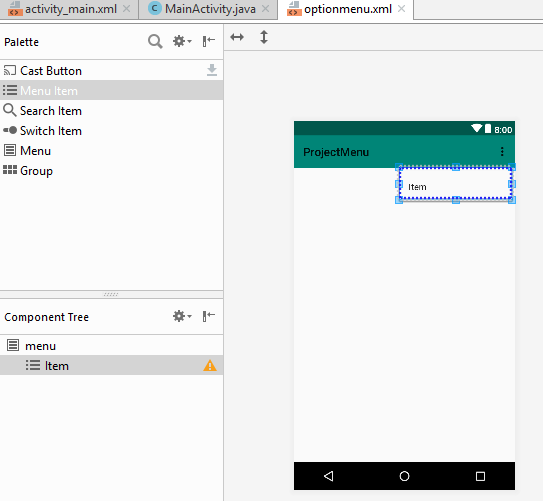 activity_main.xml MainActivity.java optionmenu.xml
Palette
Cast Button
Menu Item
Search Item
Switch Item
Menu
Group
8:00
ProjectMenu
Item
Component Tree
menu
Item